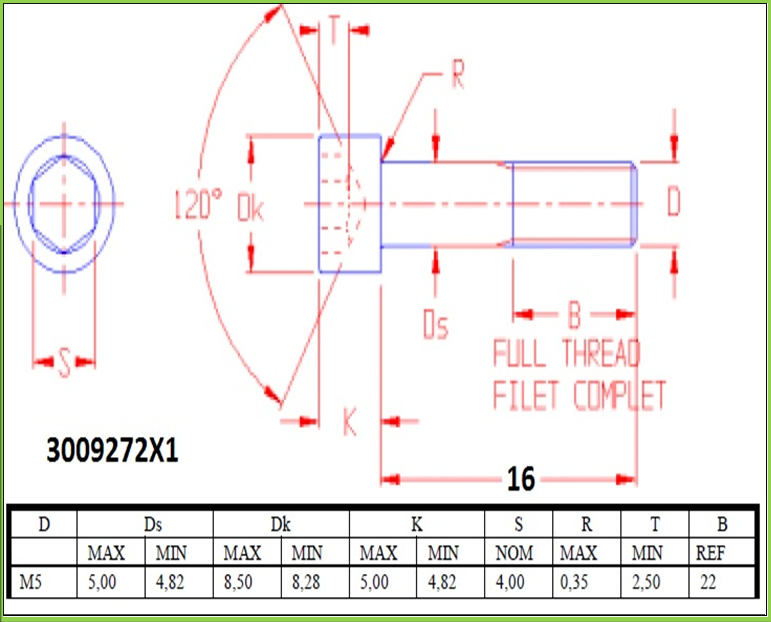 T
R
120°
Dk
D
S
Ds
B
FULL THREAD
FILET COMPLET
K
3009272X1
16
D Ds Dk K S R T B
MAX MIN MAX MIN MAX MIN NOM MAX MIN REF
M5 5,00 4,82 8,50 8,28 5,00 4,82 4,00 0,35 2,50 22